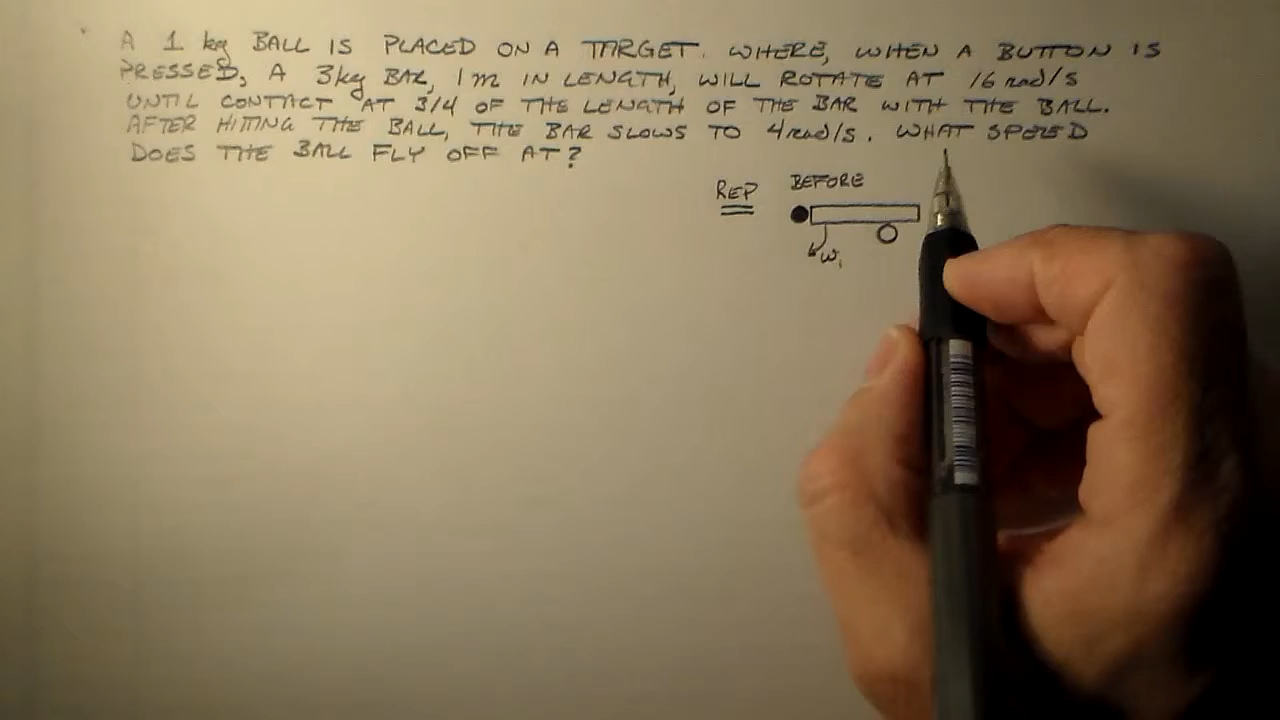 A 1 kg BALL IS PLACED ON A TARGET. WHERE, WHEN A BUTTON IS
PRESSED, A 3kg BAR, 1m IN LENGTH, WILL ROTATE AT 16 rad/s
UNTIL CONTACT AT 3/4 OF THE LENGTH OF THE BAR WITH THE BALL.
AFTER HITTING THE BALL, THE BAR SLOWS TO 4 rad/s. WHAT SPEED
DOES THE BALL FLY OFF AT?
REP BEFORE
ω₁